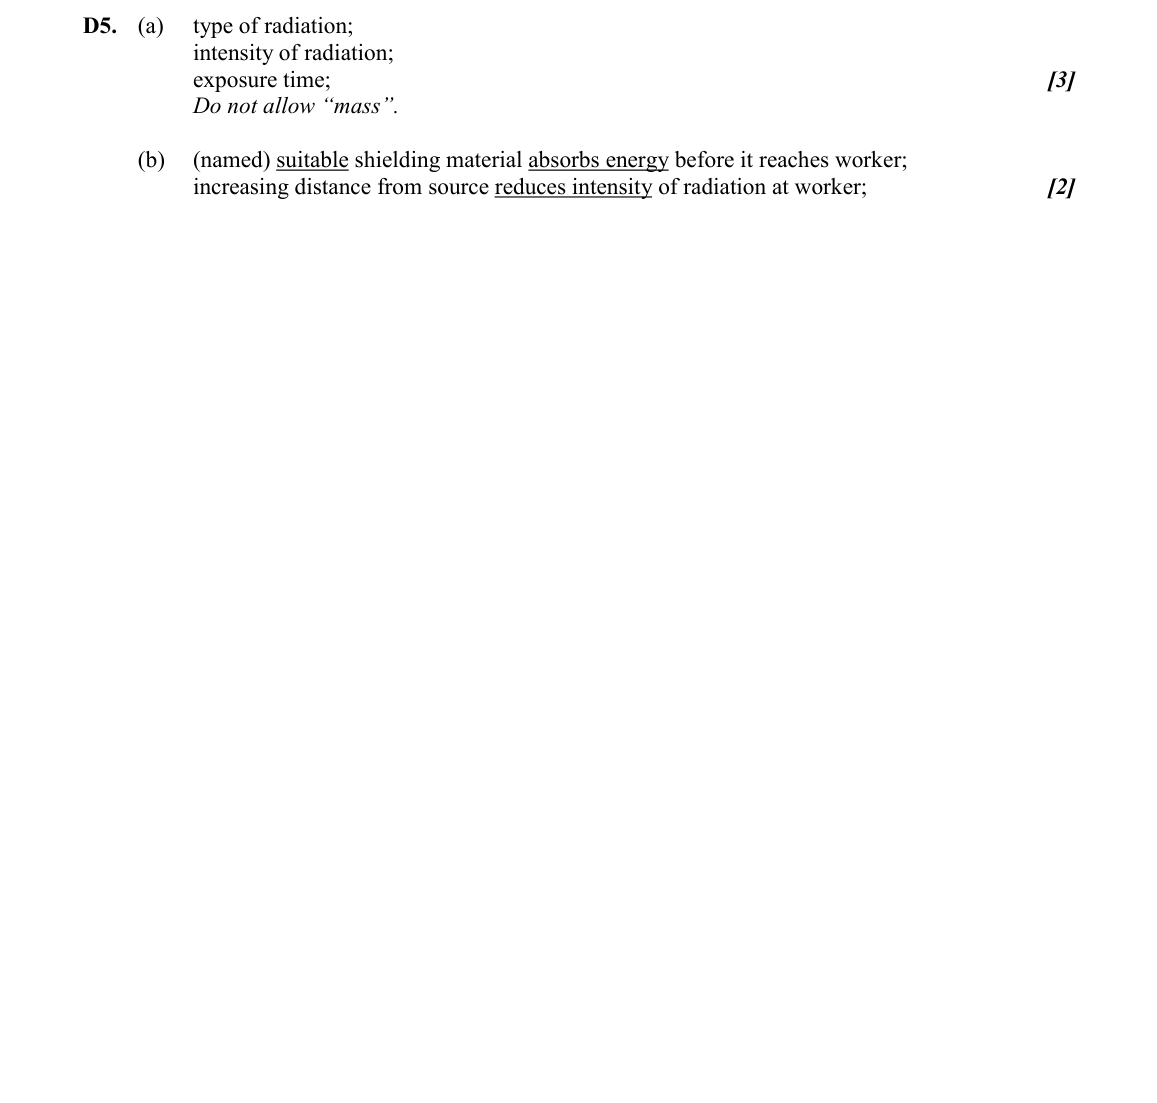 D5. (a) type of radiation;
intensity of radiation;
exposure time; [3]
Do not allow “mass”.
(b) (named) suitable shielding material absorbs energy before it reaches worker;
increasing distance from source reduces intensity of radiation at worker; [2]